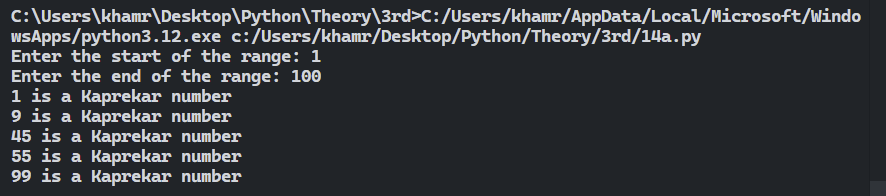 C:\Users\khamr\Desktop\Python\Theory\3rd>C:/Users/khamr/AppData/Local/Microsoft/Windo
wsApps/python3.12.exe c:/Users/khamr/Desktop/Python/Theory/3rd/14a.py
Enter the start of the range: 1
Enter the end of the range: 100
1 is a Kaprekar number
9 is a Kaprekar number
45 is a Kaprekar number
55 is a Kaprekar number
99 is a Kaprekar number